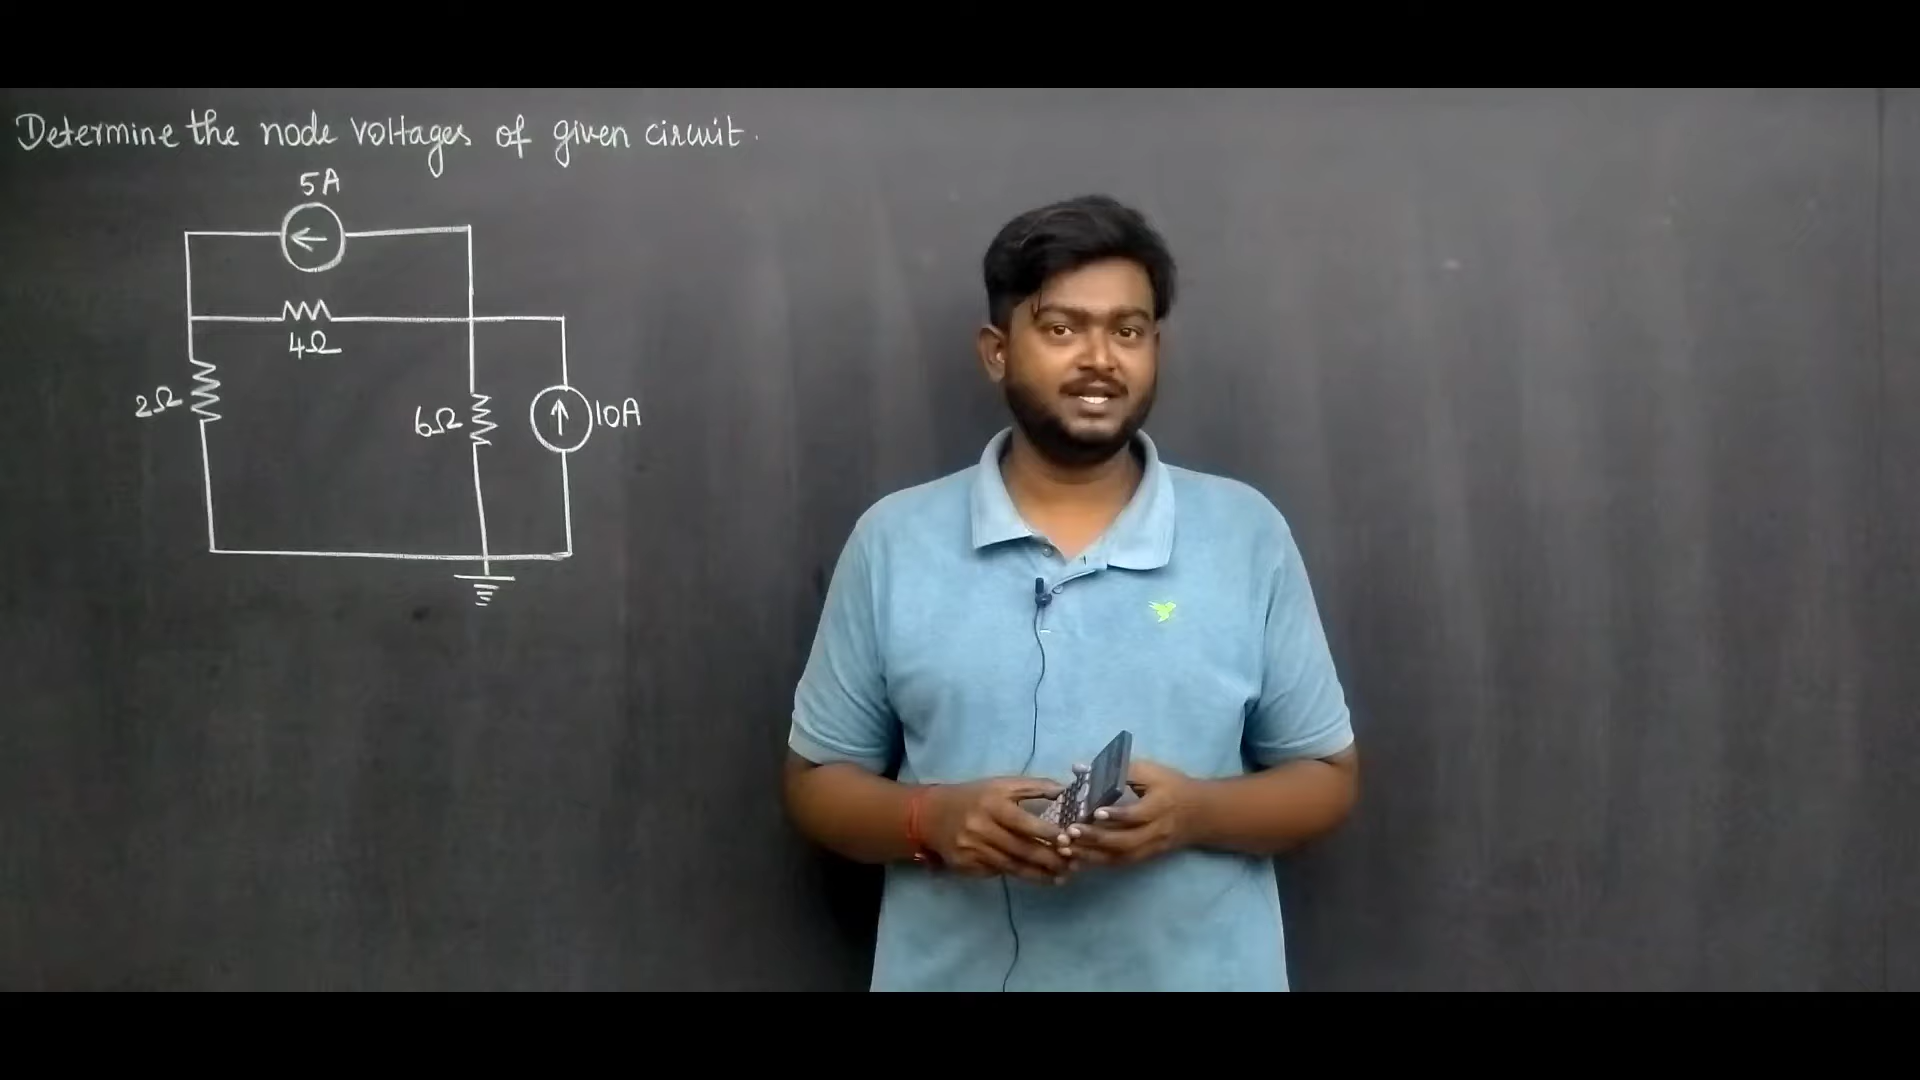 Determine the node voltages of given circuit.
5A
4Ω
2Ω
6Ω
10A